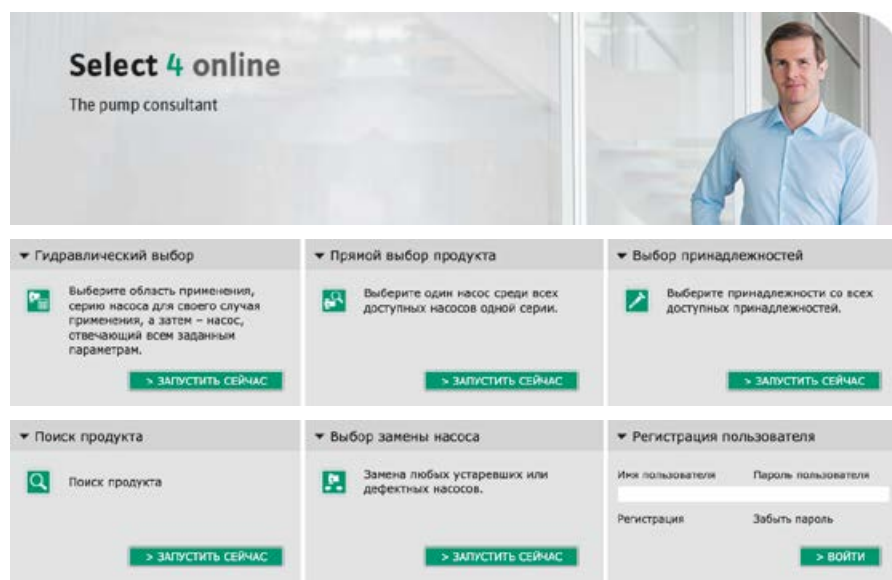 Select 4 online
The pump consultant
Гидравлический выбор
Выберите область применения,
серию насоса для своего случая
применения, а затем – насос,
отвечающий всем заданным
параметрам.
> ЗАПУСТИТЬ СЕЙЧАС
Прямой выбор продукта
Выберите один насос среди всех
доступных насосов одной серии.
> ЗАПУСТИТЬ СЕЙЧАС
Выбор принадлежностей
Выберите принадлежности со всех
доступных принадлежностей.
> ЗАПУСТИТЬ СЕЙЧАС
Поиск продукта
Поиск продукта
> ЗАПУСТИТЬ СЕЙЧАС
Выбор замены насоса
Замена любых устаревших или
дефектных насосов.
> ЗАПУСТИТЬ СЕЙЧАС
Регистрация пользователя
Имя пользователя Пароль пользователя
Регистрация Забыть пароль
> ВОЙТИ